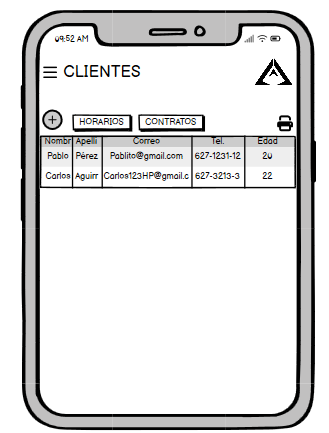 09:52 AM
CLIENTES
HORARIOS CONTRATOS
Nombr Apelli Correo Tel. Edad
Pablo Pérez Pablito@gmail.com 627-1231-12 20
Carlos Aguirr Carlos123HP@gmail.c 627-3213-3 22